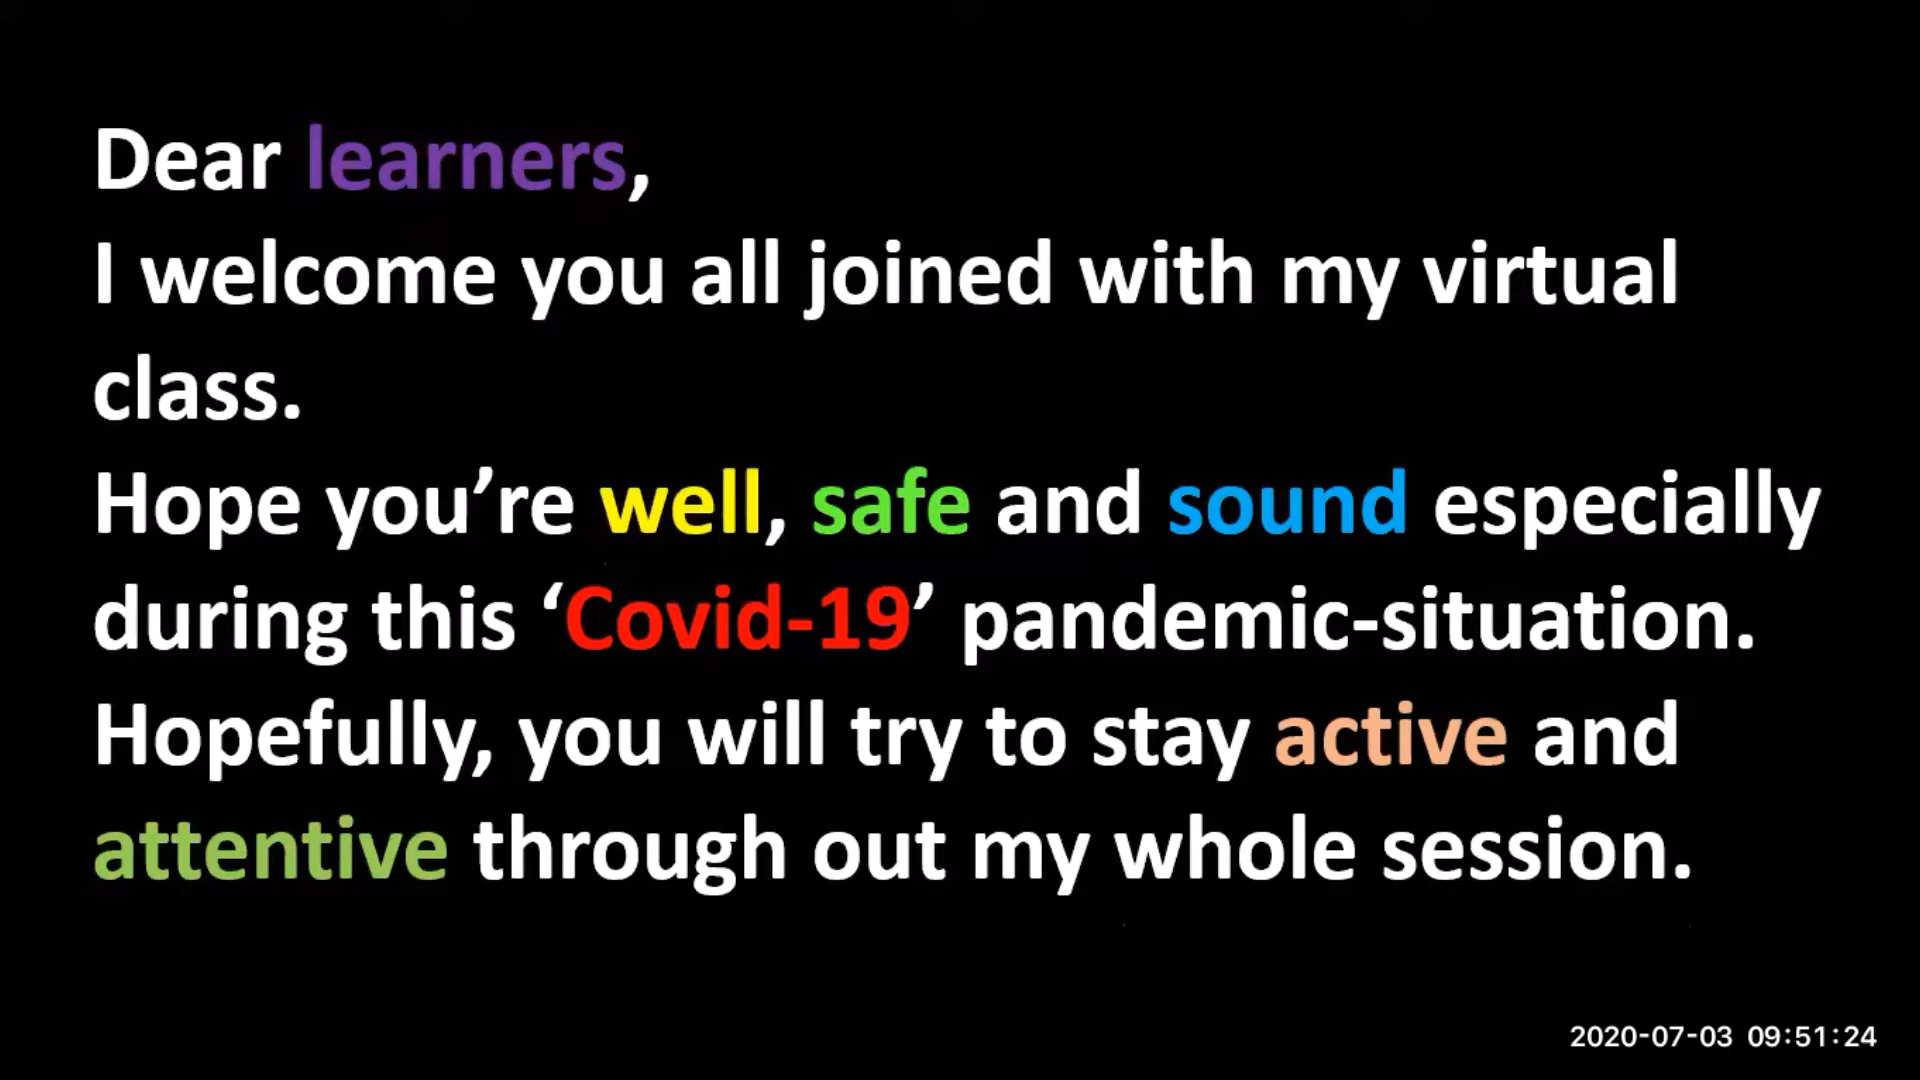 Dear learners,
I welcome you all joined with my virtual
class.
Hope you’re well, safe and sound especially
during this ‘Covid-19’ pandemic-situation.
Hopefully, you will try to stay active and
attentive through out my whole session.
2020-07-03 09:51:24